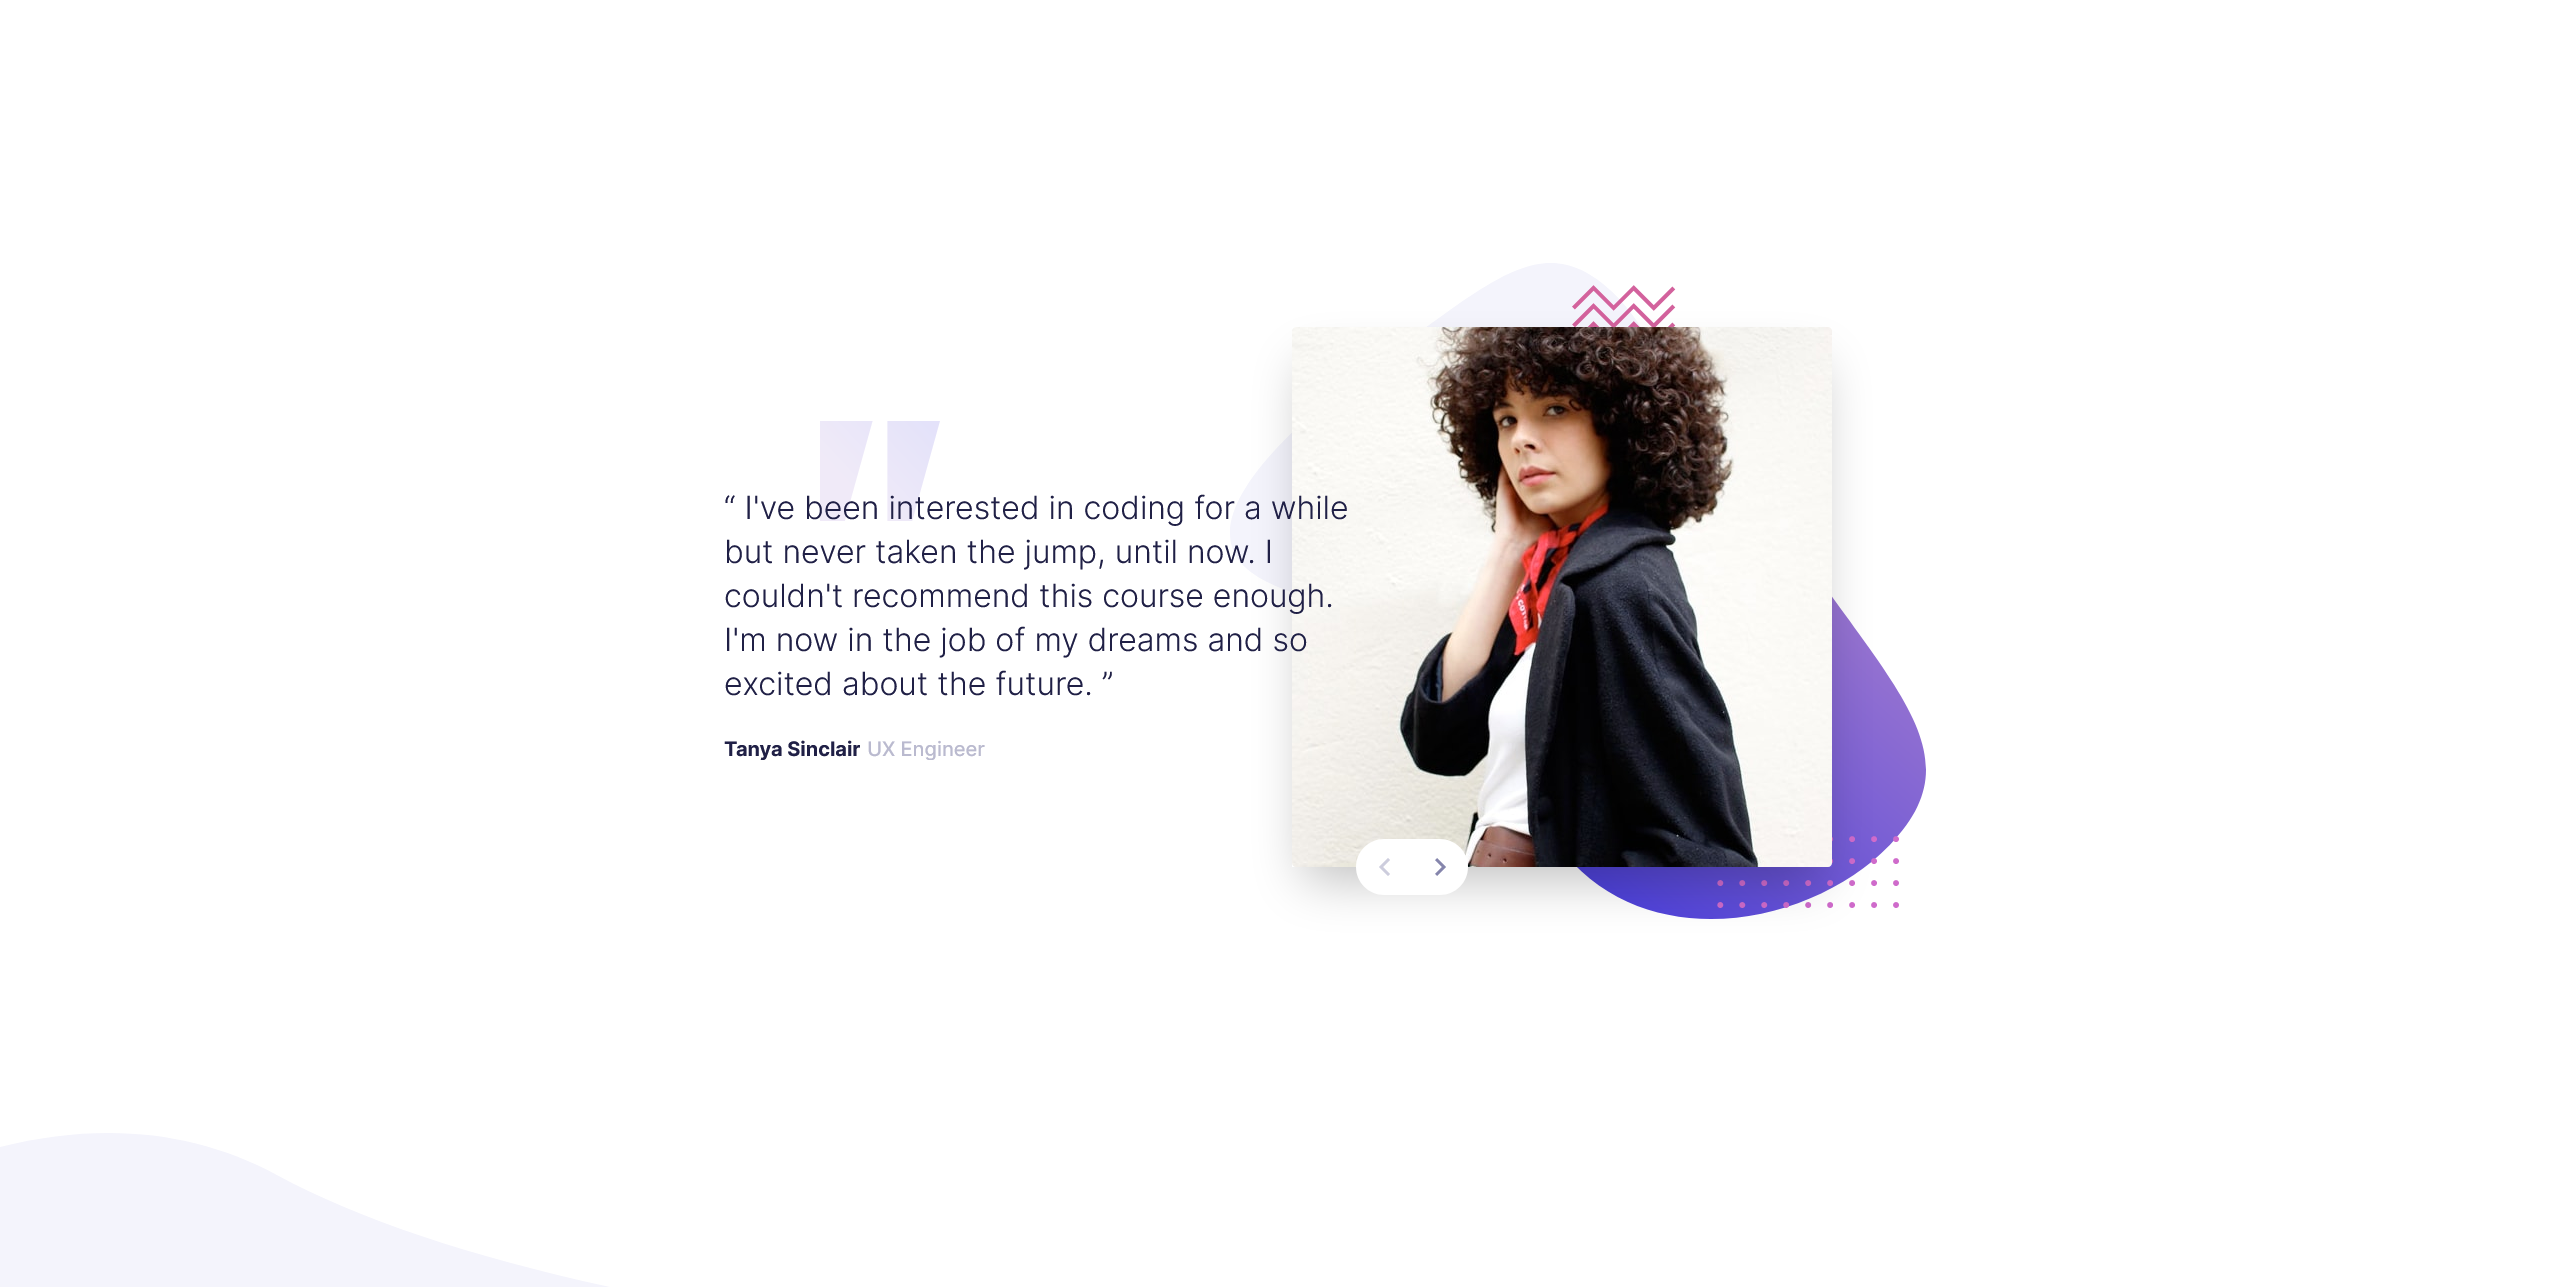 “ I've been interested in coding for a while
but never taken the jump, until now. I
couldn't recommend this course enough.
I'm now in the job of my dreams and so
excited about the future. ”
Tanya Sinclair UX Engineer